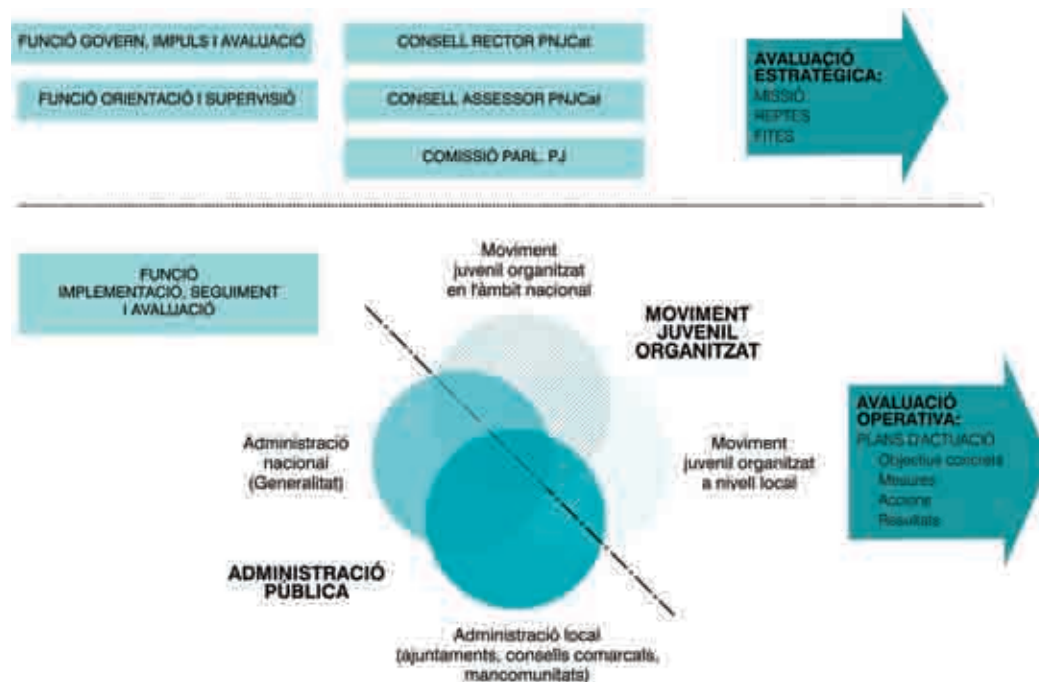 FUNCIÓ GOVERN, IMPULS I AVALUACIÓ
CONSELL RECTOR PNJCat
FUNCIÓ ORIENTACIÓ I SUPERVISIÓ
CONSELL ASSESSOR PNJCat
COMISSIÓ PARL. PJ
AVALUACIÓ
ESTRATÈGICA:
MISSIÓ
REPTES
FITES
FUNCIÓ
IMPLEMENTACIÓ, SEGUIMENT
I AVALUACIÓ
Moviment
juvenil organitzat
en l'àmbit nacional
MOVIMENT
JUVENIL
ORGANITZAT
Administració
nacional
(Generalitat)
Moviment
juvenil organitzat
a nivell local
AVALUACIÓ
OPERATIVA:
PLANS D'ACTUACIÓ
Objectius concrets
Mesures
Accions
Resultats
ADMINISTRACIÓ
PÚBLICA
Administració local
(ajuntaments, consells comarcals,
mancomunitats)